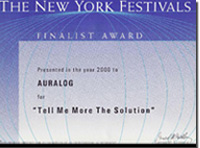 THE NEW YORK FESTIVALS
FINALIST AWARD
Presented in the year 2000 to
AURALOG
for
"Tell Me More The Solution"